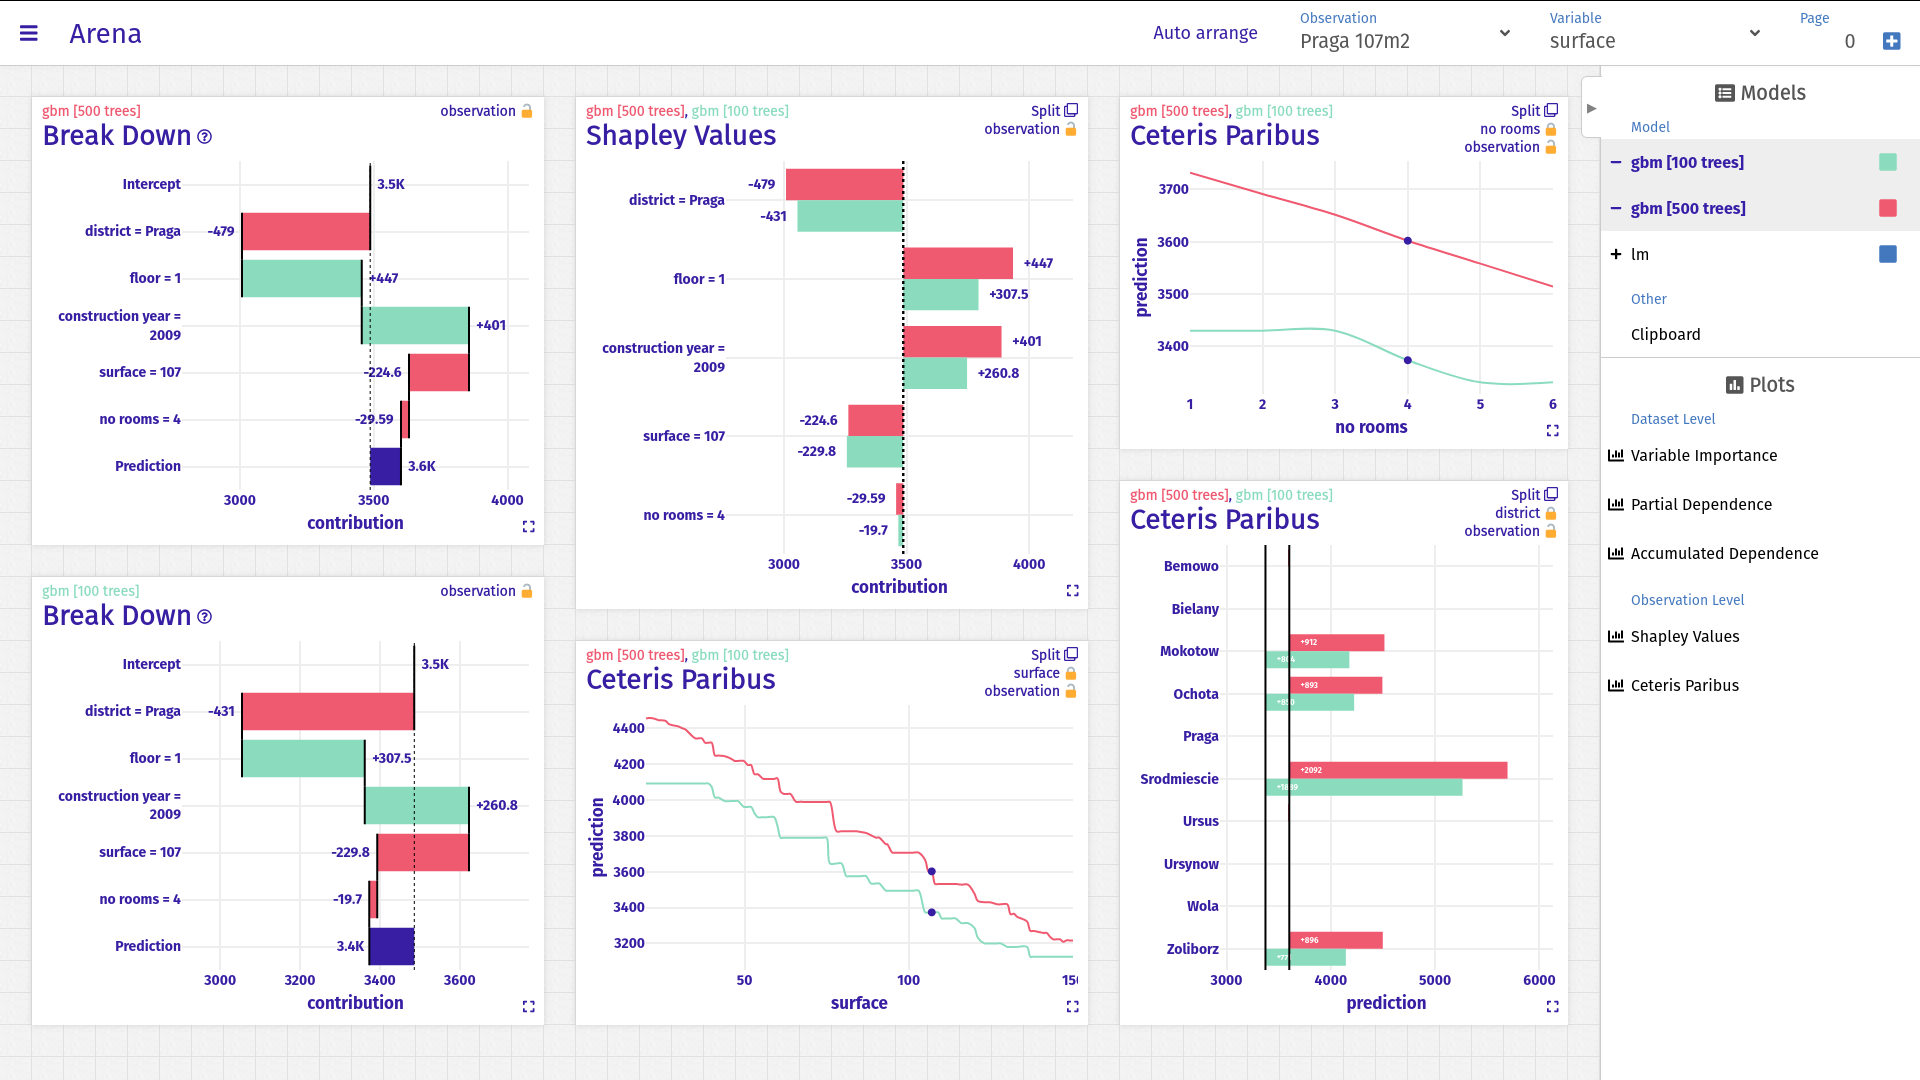 Arena
Auto arrange
Observation
Praga 107m2
Variable
surface
Page
0
gbm [500 trees]
observation
Break Down
Intercept
3.5K
district = Praga
-479
floor = 1
+447
construction year =
2009
+401
surface = 107
-224.6
no rooms = 4
-29.59
Prediction
3.6K
3000 3500 4000
contribution
gbm [100 trees]
observation
Break Down
Intercept
3.5K
district = Praga
-431
floor = 1
+307.5
construction year =
2009
+260.8
surface = 107
-229.8
no rooms = 4
-19.7
Prediction
3.4K
3000 3200 3400 3600
contribution
gbm [500 trees], gbm [100 trees]
Split
observation
Shapley Values
district = Praga
-479
-431
floor = 1
+447
+307.5
construction year =
2009
+401
+260.8
surface = 107
-224.6
-229.8
no rooms = 4
-29.59
-19.7
3000 3500 4000
contribution
gbm [500 trees], gbm [100 trees]
Split
surface
observation
Ceteris Paribus
prediction
4400
4200
4000
3800
3600
3400
3200
50 100
surface
gbm [500 trees], gbm [100 trees]
Split
no rooms
observation
Ceteris Paribus
prediction
3700
3600
3500
3400
1 2 3 4 5 6
no rooms
gbm [500 trees], gbm [100 trees]
Split
district
observation
Ceteris Paribus
Bemowo
Bielany
Mokotow
+912
Ochota
+893
Praga
Srodmiescie
+2092
Ursus
Ursynow
Wola
Zoliborz
+896
3000 4000 5000 6000
prediction
Models
Model
gbm [100 trees]
gbm [500 trees]
lm
Other
Clipboard
Plots
Dataset Level
Variable Importance
Partial Dependence
Accumulated Dependence
Observation Level
Shapley Values
Ceteris Paribus